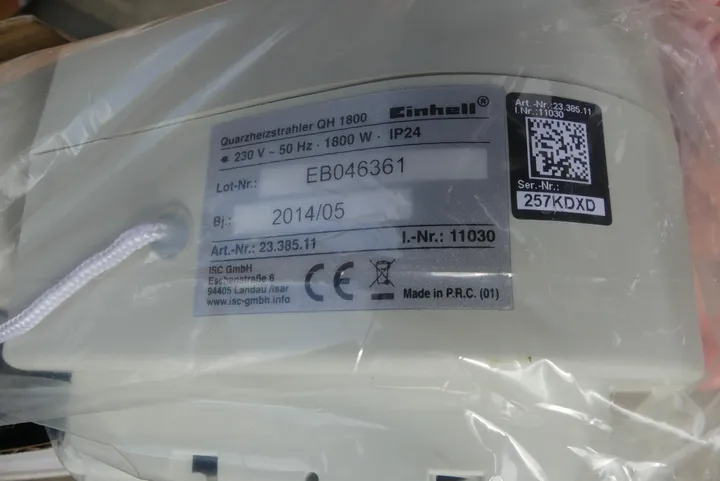 Quarzheizstrahler QH 1800 Einhell®
230 V ~ 50 Hz · 1800 W · IP24
Lot-Nr.: EB046361
Bj.: 2014/05
Art.-Nr.: 23.385.11 I.-Nr.: 11030
ISC GmbH
Eschenstraße 6
94405 Landau /Isar
www.isc-gmbh.info
CE
Made in P.R.C. (01)
Art.-Nr.:23.385.11
I.Nr.:11030
Ser.-Nr.:
257KDXD